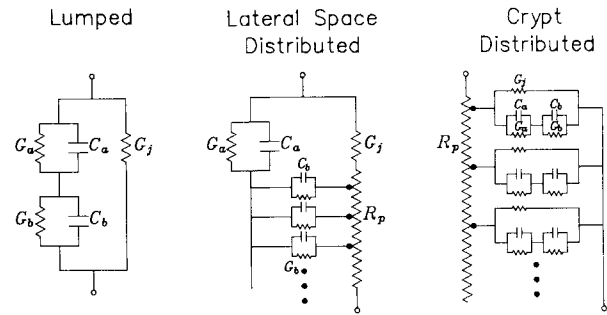 Lumped
Lateral Space
Distributed
Crypt
Distributed
Ga
Ca
Gj
Gb
Cb
Ga
Ca
Gj
Cb
Rp
Gb
Rp
Gj
Ca
Cb
Ga
Gb